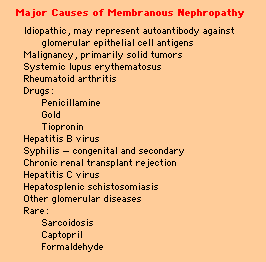 Major Causes of Membranous Nephropathy
Idiopathic, may represent autoantibody against
glomerular epithelial cell antigens
Malignancy, primarily solid tumors
Systemic lupus erythematosus
Rheumatoid arthritis
Drugs:
Penicillamine
Gold
Tiopronin
Hepatitis B virus
Syphilis - congenital and secondary
Chronic renal transplant rejection
Hepatitis C virus
Hepatosplenic schistosomiasis
Other glomerular diseases
Rare:
Sarcoidosis
Captopril
Formaldehyde